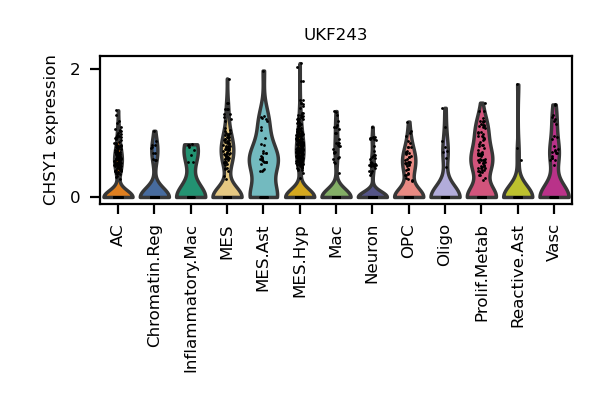 UKF243
CHSY1 expression
2
0
AC
Chromatin.Reg
Inflammatory.Mac
MES
MES.Ast
MES.Hyp
Mac
Neuron
OPC
Oligo
Prolif.Metab
Reactive.Ast
Vasc